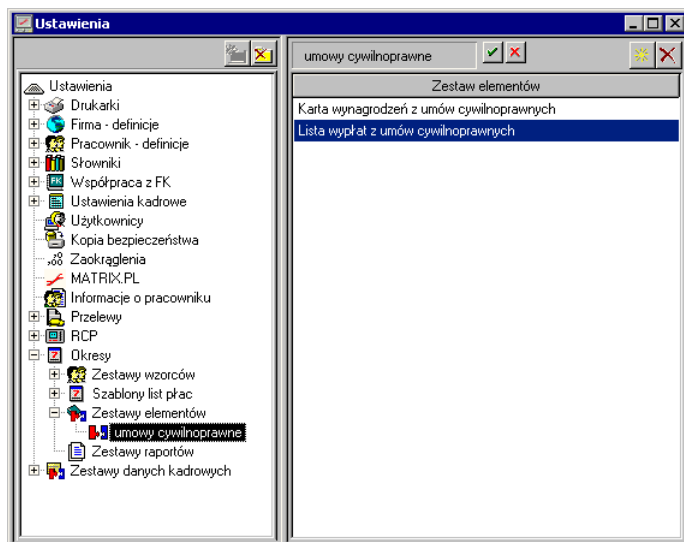 Ustawienia
umowy cywilnoprawne
Zestaw elementów
Karta wynagrodzeń z umów cywilnoprawnych
Lista wypłat z umów cywilnoprawnych
Ustawienia
Drukarki
Firma - definicje
Pracownik - definicje
Słowniki
Współpraca z FK
Ustawienia kadrowe
Użytkownicy
Kopia bezpieczeństwa
Zaokrąglenia
MATRIX.PL
Informacje o pracowniku
Przelewy
RCP
Okresy
Zestawy wzorców
Szablony list płac
Zestawy elementów
umowy cywilnoprawne
Zestawy raportów
Zestawy danych kadrowych